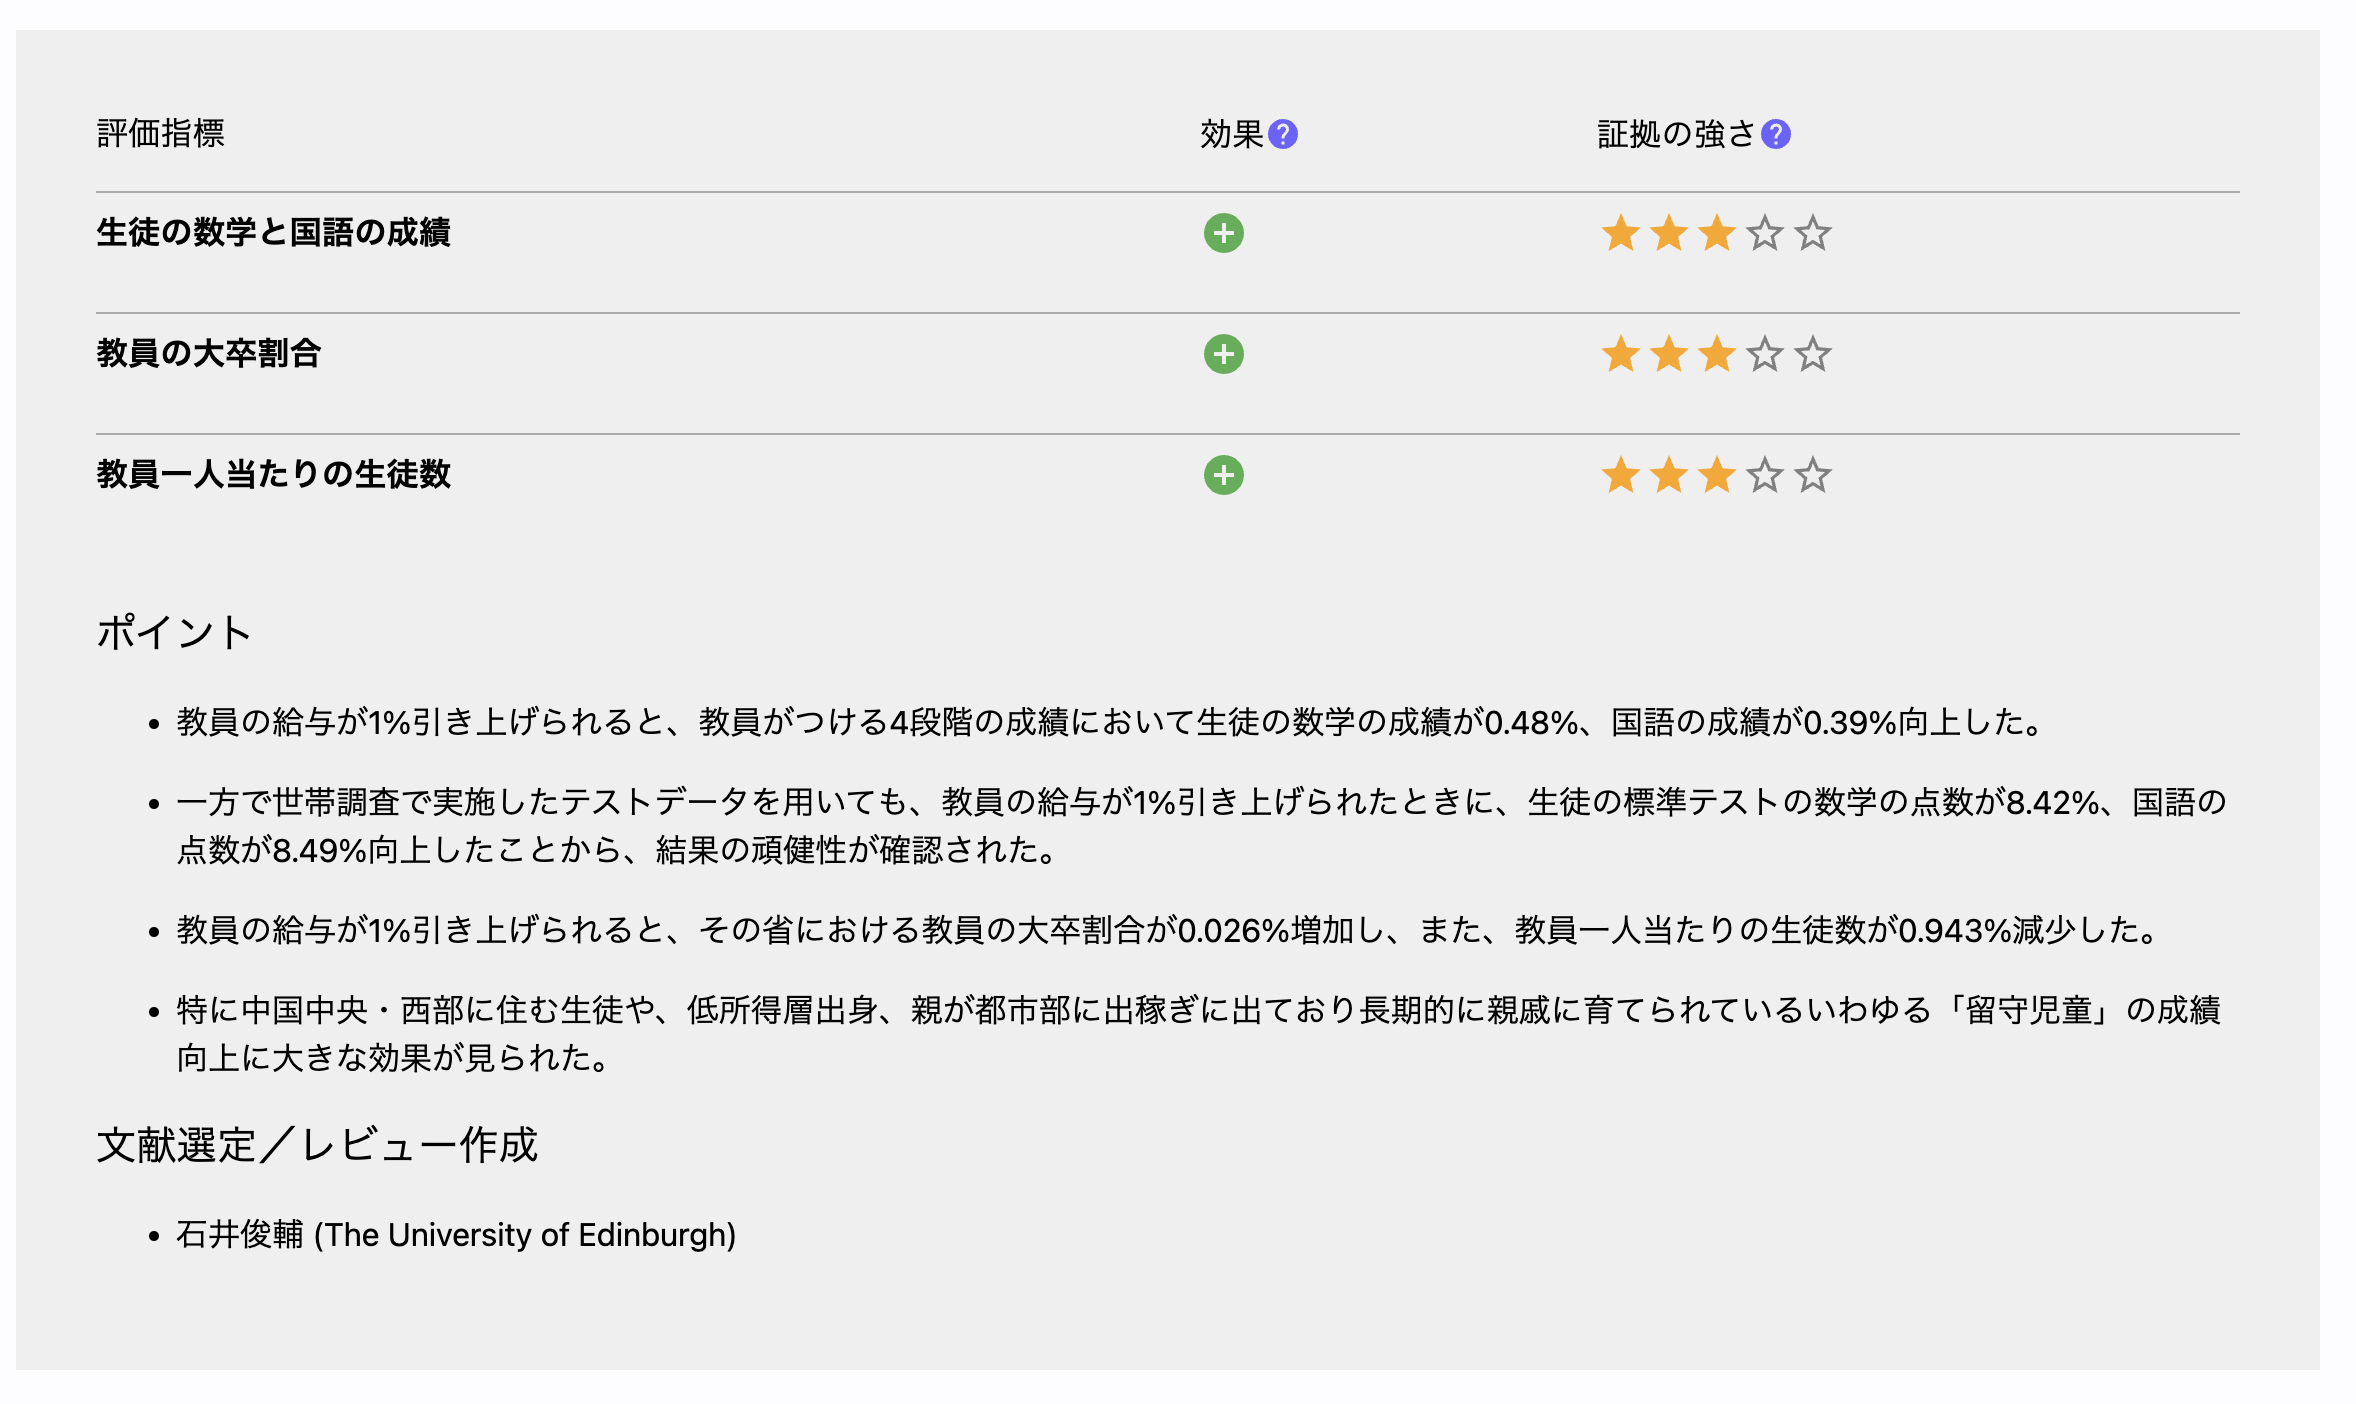 評価指標 効果? 証拠の強さ?
生徒の数学と国語の成績
教員の大卒割合
教員一人当たりの生徒数
ポイント
• 教員の給与が1%引き上げられると、教員がつける4段階の成績において生徒の数学の成績が0.48%、国語の成績が0.39%向上した。
• 一方で世帯調査で実施したテストデータを用いても、教員の給与が1%引き上げられたときに、生徒の標準テストの数学の点数が8.42%、国語の
点数が8.49%向上したことから、結果の頑健性が確認された。
• 教員の給与が1%引き上げられると、その省における教員の大卒割合が0.026%増加し、また、教員一人当たりの生徒数が0.943%減少した。
• 特に中国中央・西部に住む生徒や、低所得層出身、親が都市部に出稼ぎに出ており長期的に親戚に育てられているいわゆる「留守児童」の成績
向上に大きな効果が見られた。
文献選定／レビュー作成
• 石井俊輔 (The University of Edinburgh)